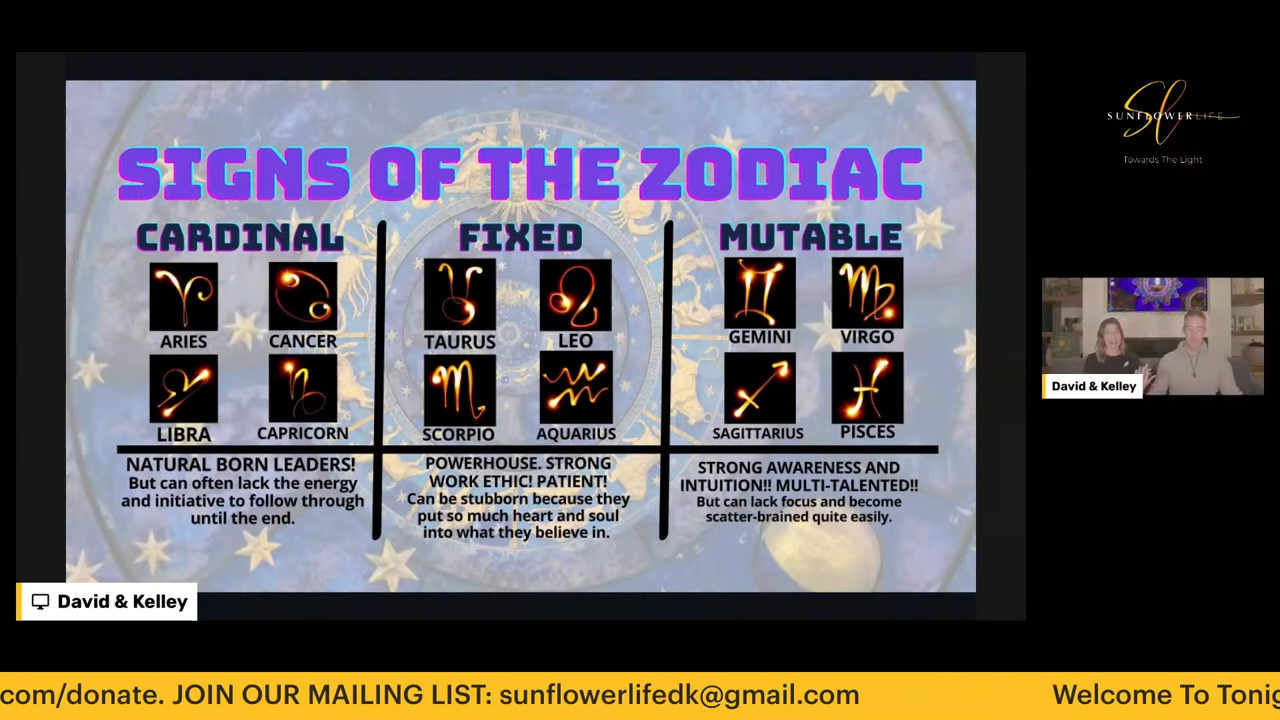 SIGNS OF THE ZODIAC
CARDINAL
ARIES
CANCER
LIBRA
CAPRICORN
NATURAL BORN LEADERS!
But can often lack the energy
and initiative to follow through
until the end.
FIXED
TAURUS
LEO
SCORPIO
AQUARIUS
POWERHOUSE. STRONG
WORK ETHIC! PATIENT!
Can be stubborn because they
put so much heart and soul
into what they believe in.
MUTABLE
GEMINI
VIRGO
SAGITTARIUS
PISCES
STRONG AWARENESS AND
INTUITION!! MULTI-TALENTED!!
But can lack focus and become
scatter-brained quite easily.
David & Kelley
SL
SUNFLOWERLIFE
Towards The Light
David & Kelley
com/donate. JOIN OUR MAILING LIST: sunflowerlifedk@gmail.com
Welcome To Tonig